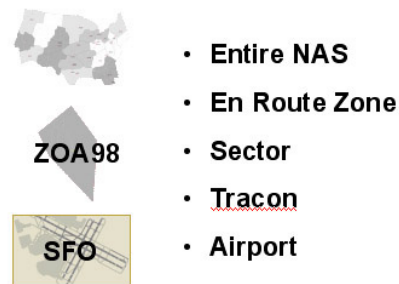 ZOA98
SFO
• Entire NAS
• En Route Zone
• Sector
• Tracon
• Airport